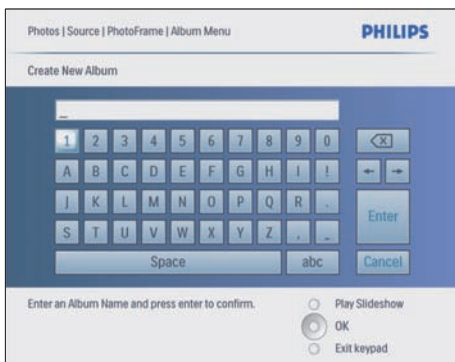 Photos | Source | PhotoFrame | Album Menu
PHILIPS
Create New Album
_
1 2 3 4 5 6 7 8 9 0
A B C D E F G H I !
J K L M N O P Q R .
S T U V W X Y Z , _
Space abc
Enter
Cancel
Enter an Album Name and press enter to confirm.
Play Slideshow
OK
Exit keypad